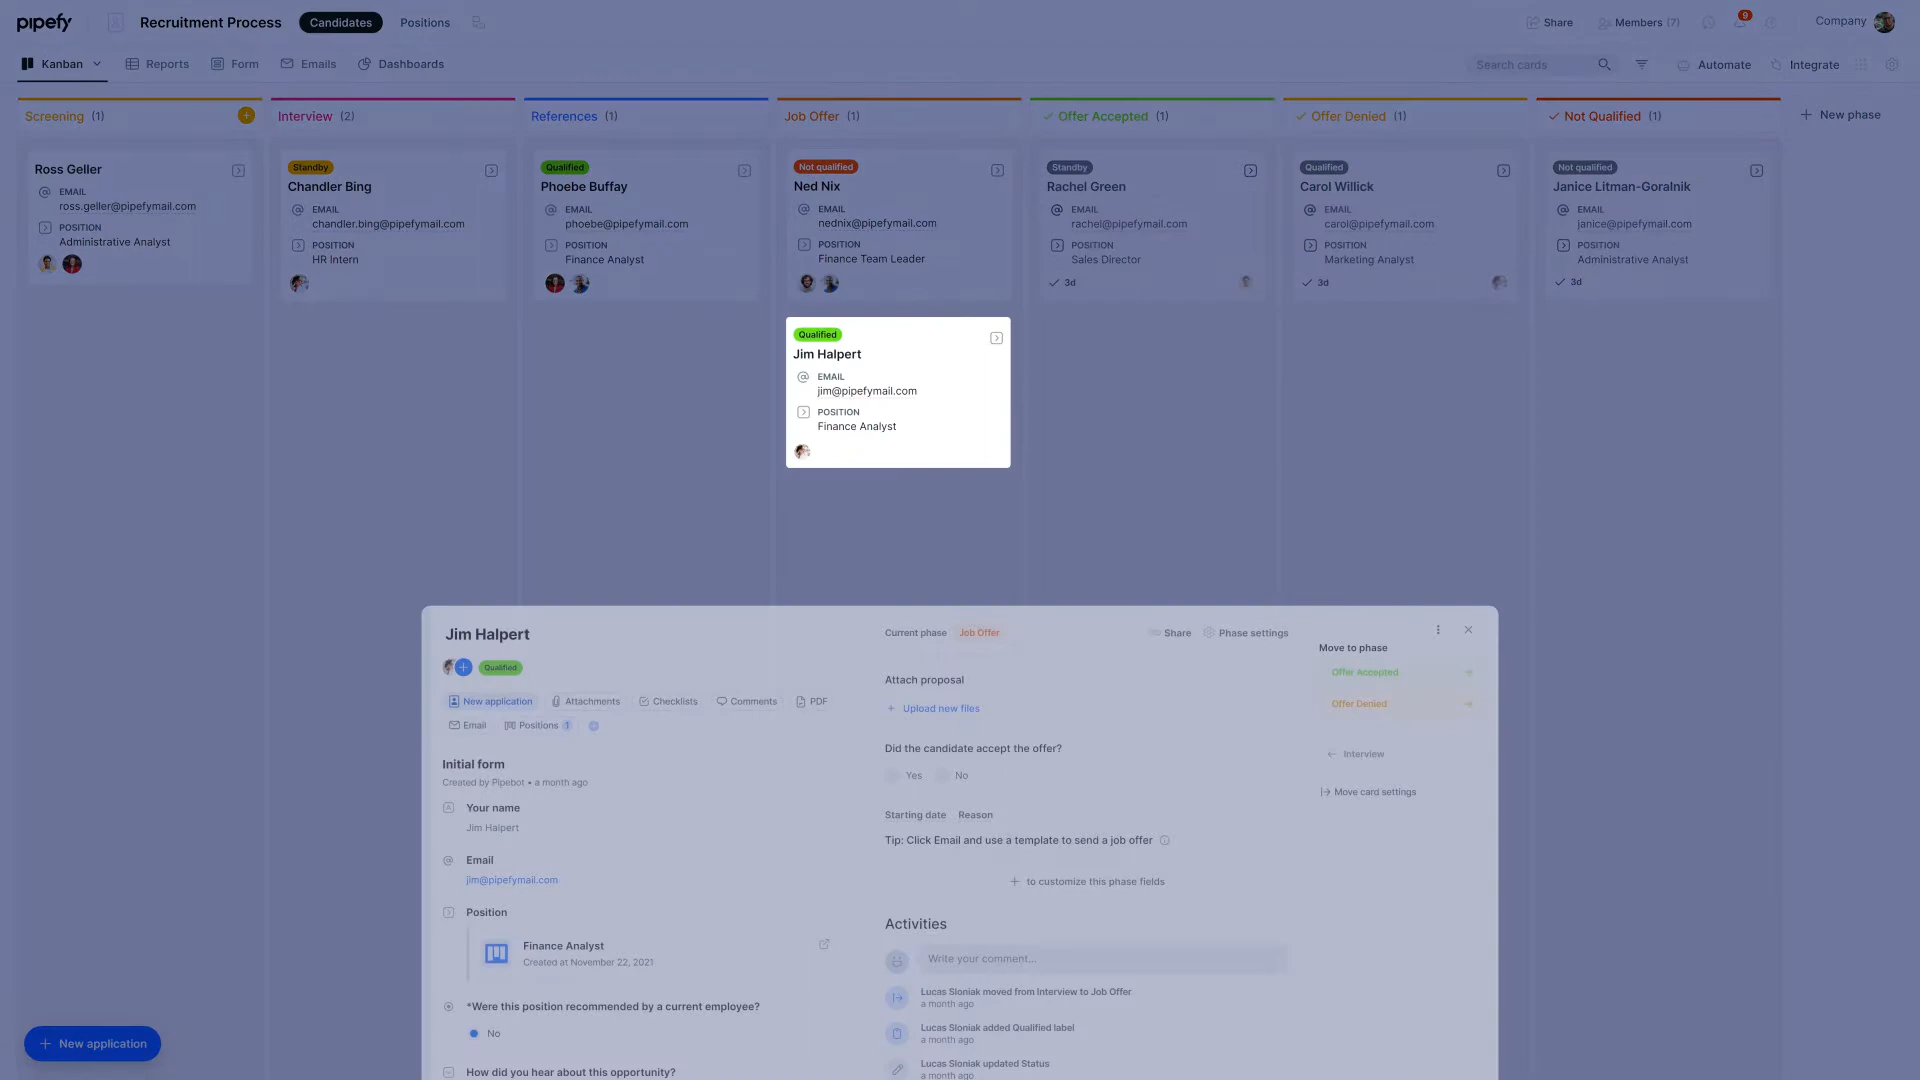 pipefy
Recruitment Process
Candidates
Positions
Share
Members (7)
9
Company
Kanban
Reports
Form
Emails
Dashboards
Search cards
Automate
Integrate
Screening (1)
Interview (2)
References (1)
Job Offer (1)
Offer Accepted (1)
Offer Denied (1)
Not Qualified (1)
New phase
Ross Geller
EMAIL
ross.geller@pipefymail.com
POSITION
Administrative Analyst
Standby
Chandler Bing
EMAIL
chandler.bing@pipefymail.com
POSITION
HR Intern
Qualified
Phoebe Buffay
EMAIL
phoebe@pipefymail.com
POSITION
Finance Analyst
Not qualified
Ned Nix
EMAIL
nednix@pipefymail.com
POSITION
Finance Team Leader
Standby
Rachel Green
EMAIL
rachel@pipefymail.com
POSITION
Sales Director
3d
Qualified
Carol Willick
EMAIL
carol@pipefymail.com
POSITION
Marketing Analyst
3d
Not qualified
Janice Litman-Goralnik
EMAIL
janice@pipefymail.com
POSITION
Administrative Analyst
3d
Qualified
Jim Halpert
EMAIL
jim@pipefymail.com
POSITION
Finance Analyst
Jim Halpert
Qualified
New application
Attachments
Checklists
Comments
PDF
Email
Positions 1
Initial form
Created by Pipebot • a month ago
Your name
Jim Halpert
Email
jim@pipefymail.com
Position
Finance Analyst
Created at November 22, 2021
*Were this position recommended by a current employee?
No
How did you hear about this opportunity?
Current phase Job Offer
Share
Phase settings
Attach proposal
+ Upload new files
Did the candidate accept the offer?
Yes No
Starting date Reason
Tip: Click Email and use a template to send a job offer
+ to customize this phase fields
Activities
Write your comment...
Lucas Sloniak moved from Interview to Job Offer
a month ago
Lucas Sloniak added Qualified label
a month ago
Lucas Sloniak updated Status
a month ago
Move to phase
Offer Accepted
Offer Denied
Interview
Move card settings
+ New application